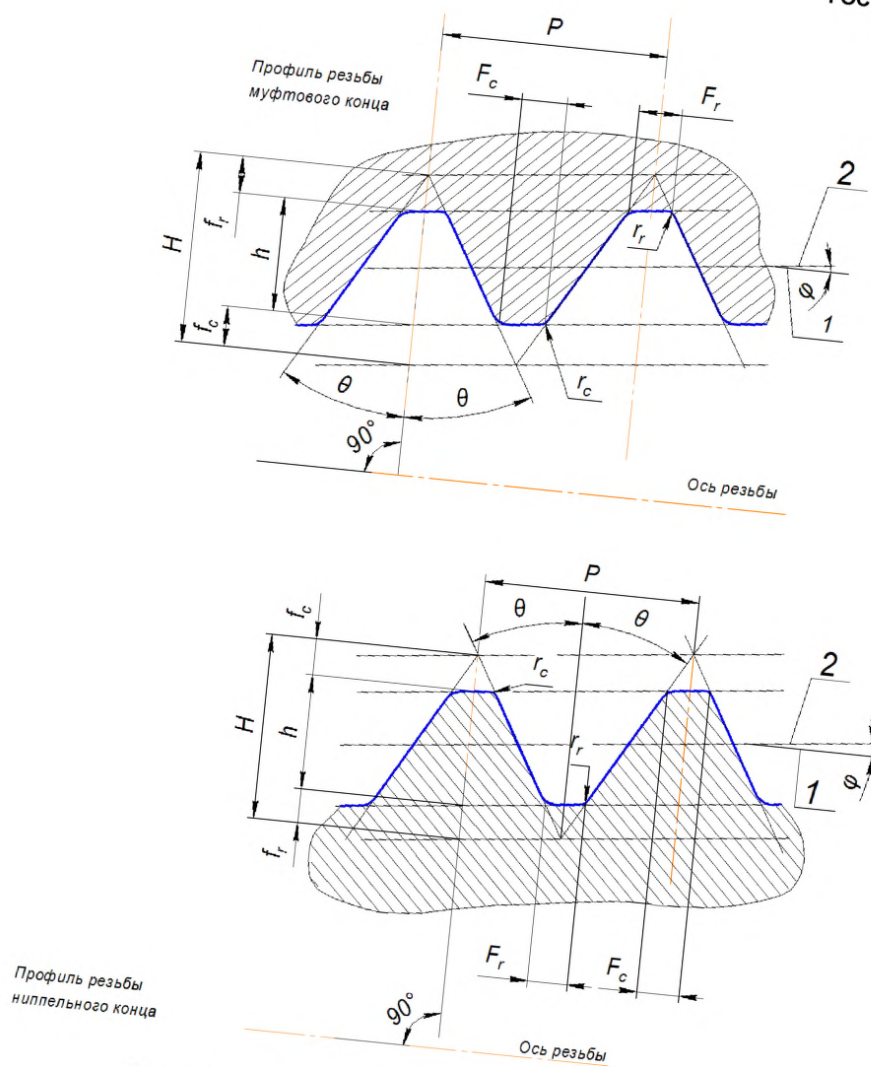 ГОС
P
Профиль резьбы
муфтового конца
F_c
F_r
2
f_r
H
h
r_r
φ
1
f_c
r_c
θ
θ
90°
Ось резьбы
P
f_c
θ
θ
r_c
2
H
h
r_r
1
φ
f_r
F_r
F_c
Профиль резьбы
ниппельного конца
90°
Ось резьбы